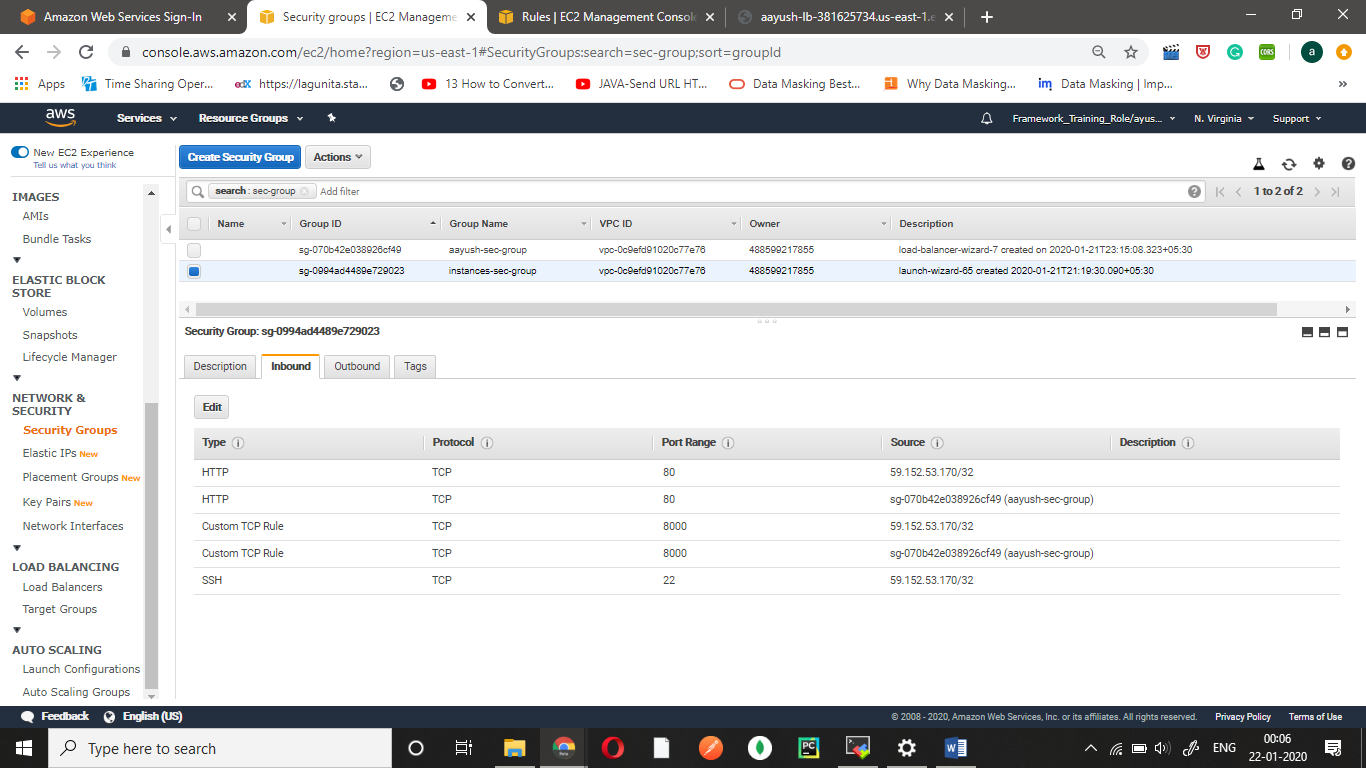 Amazon Web Services Sign-In
Security groups | EC2 Manageme
Rules | EC2 Management Console
aayush-lb-381625734.us-east-1.e
console.aws.amazon.com/ec2/home?region=us-east-1#SecurityGroups:search=sec-group;sort=groupId
a
Apps
Time Sharing Oper...
edX
https://lagunita.sta...
13 How to Convert...
JAVA-Send URL HT...
Data Masking Best...
Why Data Masking...
im
Data Masking | Imp...
»
aws
Services
Resource Groups
Framework_Training_Role/ayus...
N. Virginia
Support
New EC2 Experience
Tell us what you think
Create Security Group
Actions
search : sec-group
Add filter
1 to 2 of 2
Name
Group ID
Group Name
VPC ID
Owner
Description
sg-070b42e038926cf49
aayush-sec-group
vpc-0c9efd91020c77e76
488599217855
load-balancer-wizard-7 created on 2020-01-21T23:15:08.323+05:30
sg-0994ad4489e729023
instances-sec-group
vpc-0c9efd91020c77e76
488599217855
launch-wizard-65 created 2020-01-21T21:19:30.090+05:30
IMAGES
AMIs
Bundle Tasks
ELASTIC BLOCK
STORE
Volumes
Snapshots
Lifecycle Manager
NETWORK &
SECURITY
Security Groups
Elastic IPs New
Placement Groups New
Key Pairs New
Network Interfaces
LOAD BALANCING
Load Balancers
Target Groups
AUTO SCALING
Launch Configurations
Auto Scaling Groups
Security Group: sg-0994ad4489e729023
Description
Inbound
Outbound
Tags
Edit
Type
Protocol
Port Range
Source
Description
HTTP
TCP
80
59.152.53.170/32
HTTP
TCP
80
sg-070b42e038926cf49 (aayush-sec-group)
Custom TCP Rule
TCP
8000
59.152.53.170/32
Custom TCP Rule
TCP
8000
sg-070b42e038926cf49 (aayush-sec-group)
SSH
TCP
22
59.152.53.170/32
Feedback
English (US)
© 2008 - 2020, Amazon Web Services, Inc. or its affiliates. All rights reserved.
Privacy Policy
Terms of Use
Type here to search
ENG
00:06
22-01-2020